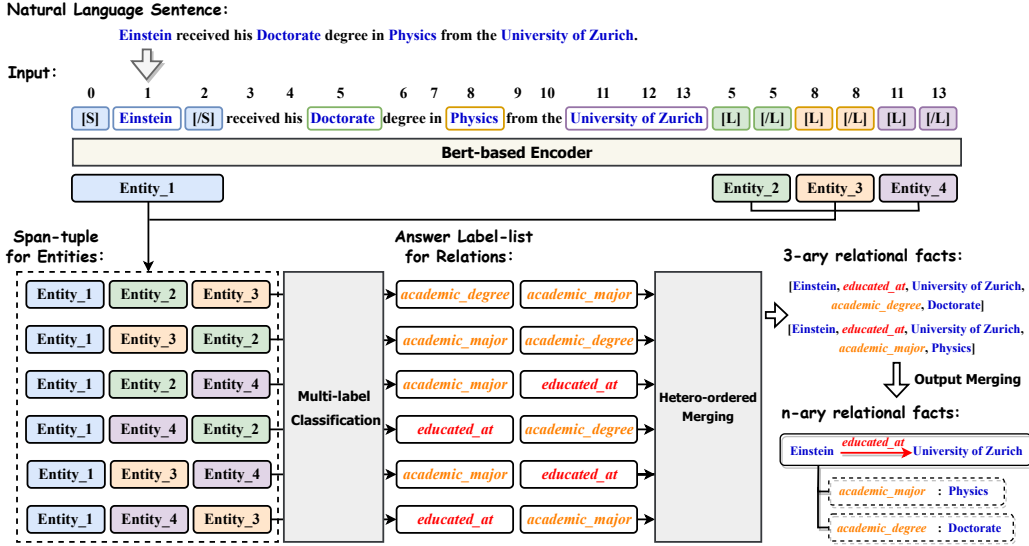 Natural Language Sentence:
Einstein received his Doctorate degree in Physics from the University of Zurich.
Input:
0 1 2 3 4 5 6 7 8 9 10 11 12 13 5 5 8 8 11 13
[S] Einstein [/S] received his Doctorate degree in Physics from the University of Zurich [L] [/L] [L] [/L] [L] [/L]
Bert-based Encoder
Entity_1 Entity_2 Entity_3 Entity_4
Span-tuple
for Entities:
Answer Label-list
for Relations:
Entity_1 Entity_2 Entity_3 academic_degree academic_major
Entity_1 Entity_3 Entity_2 academic_major academic_degree
Entity_1 Entity_2 Entity_4 academic_major educated_at
Entity_1 Entity_4 Entity_2 educated_at academic_degree
Entity_1 Entity_3 Entity_4 academic_major educated_at
Entity_1 Entity_4 Entity_3 educated_at academic_major
Multi-label
Classification
Hetero-ordered
Merging
3-ary relational facts:
[Einstein, educated_at, University of Zurich,
academic_degree, Doctorate]
[Einstein, educated_at, University of Zurich,
academic_major, Physics]
Output Merging
n-ary relational facts:
Einstein educated_at University of Zurich
academic_major : Physics
academic_degree : Doctorate